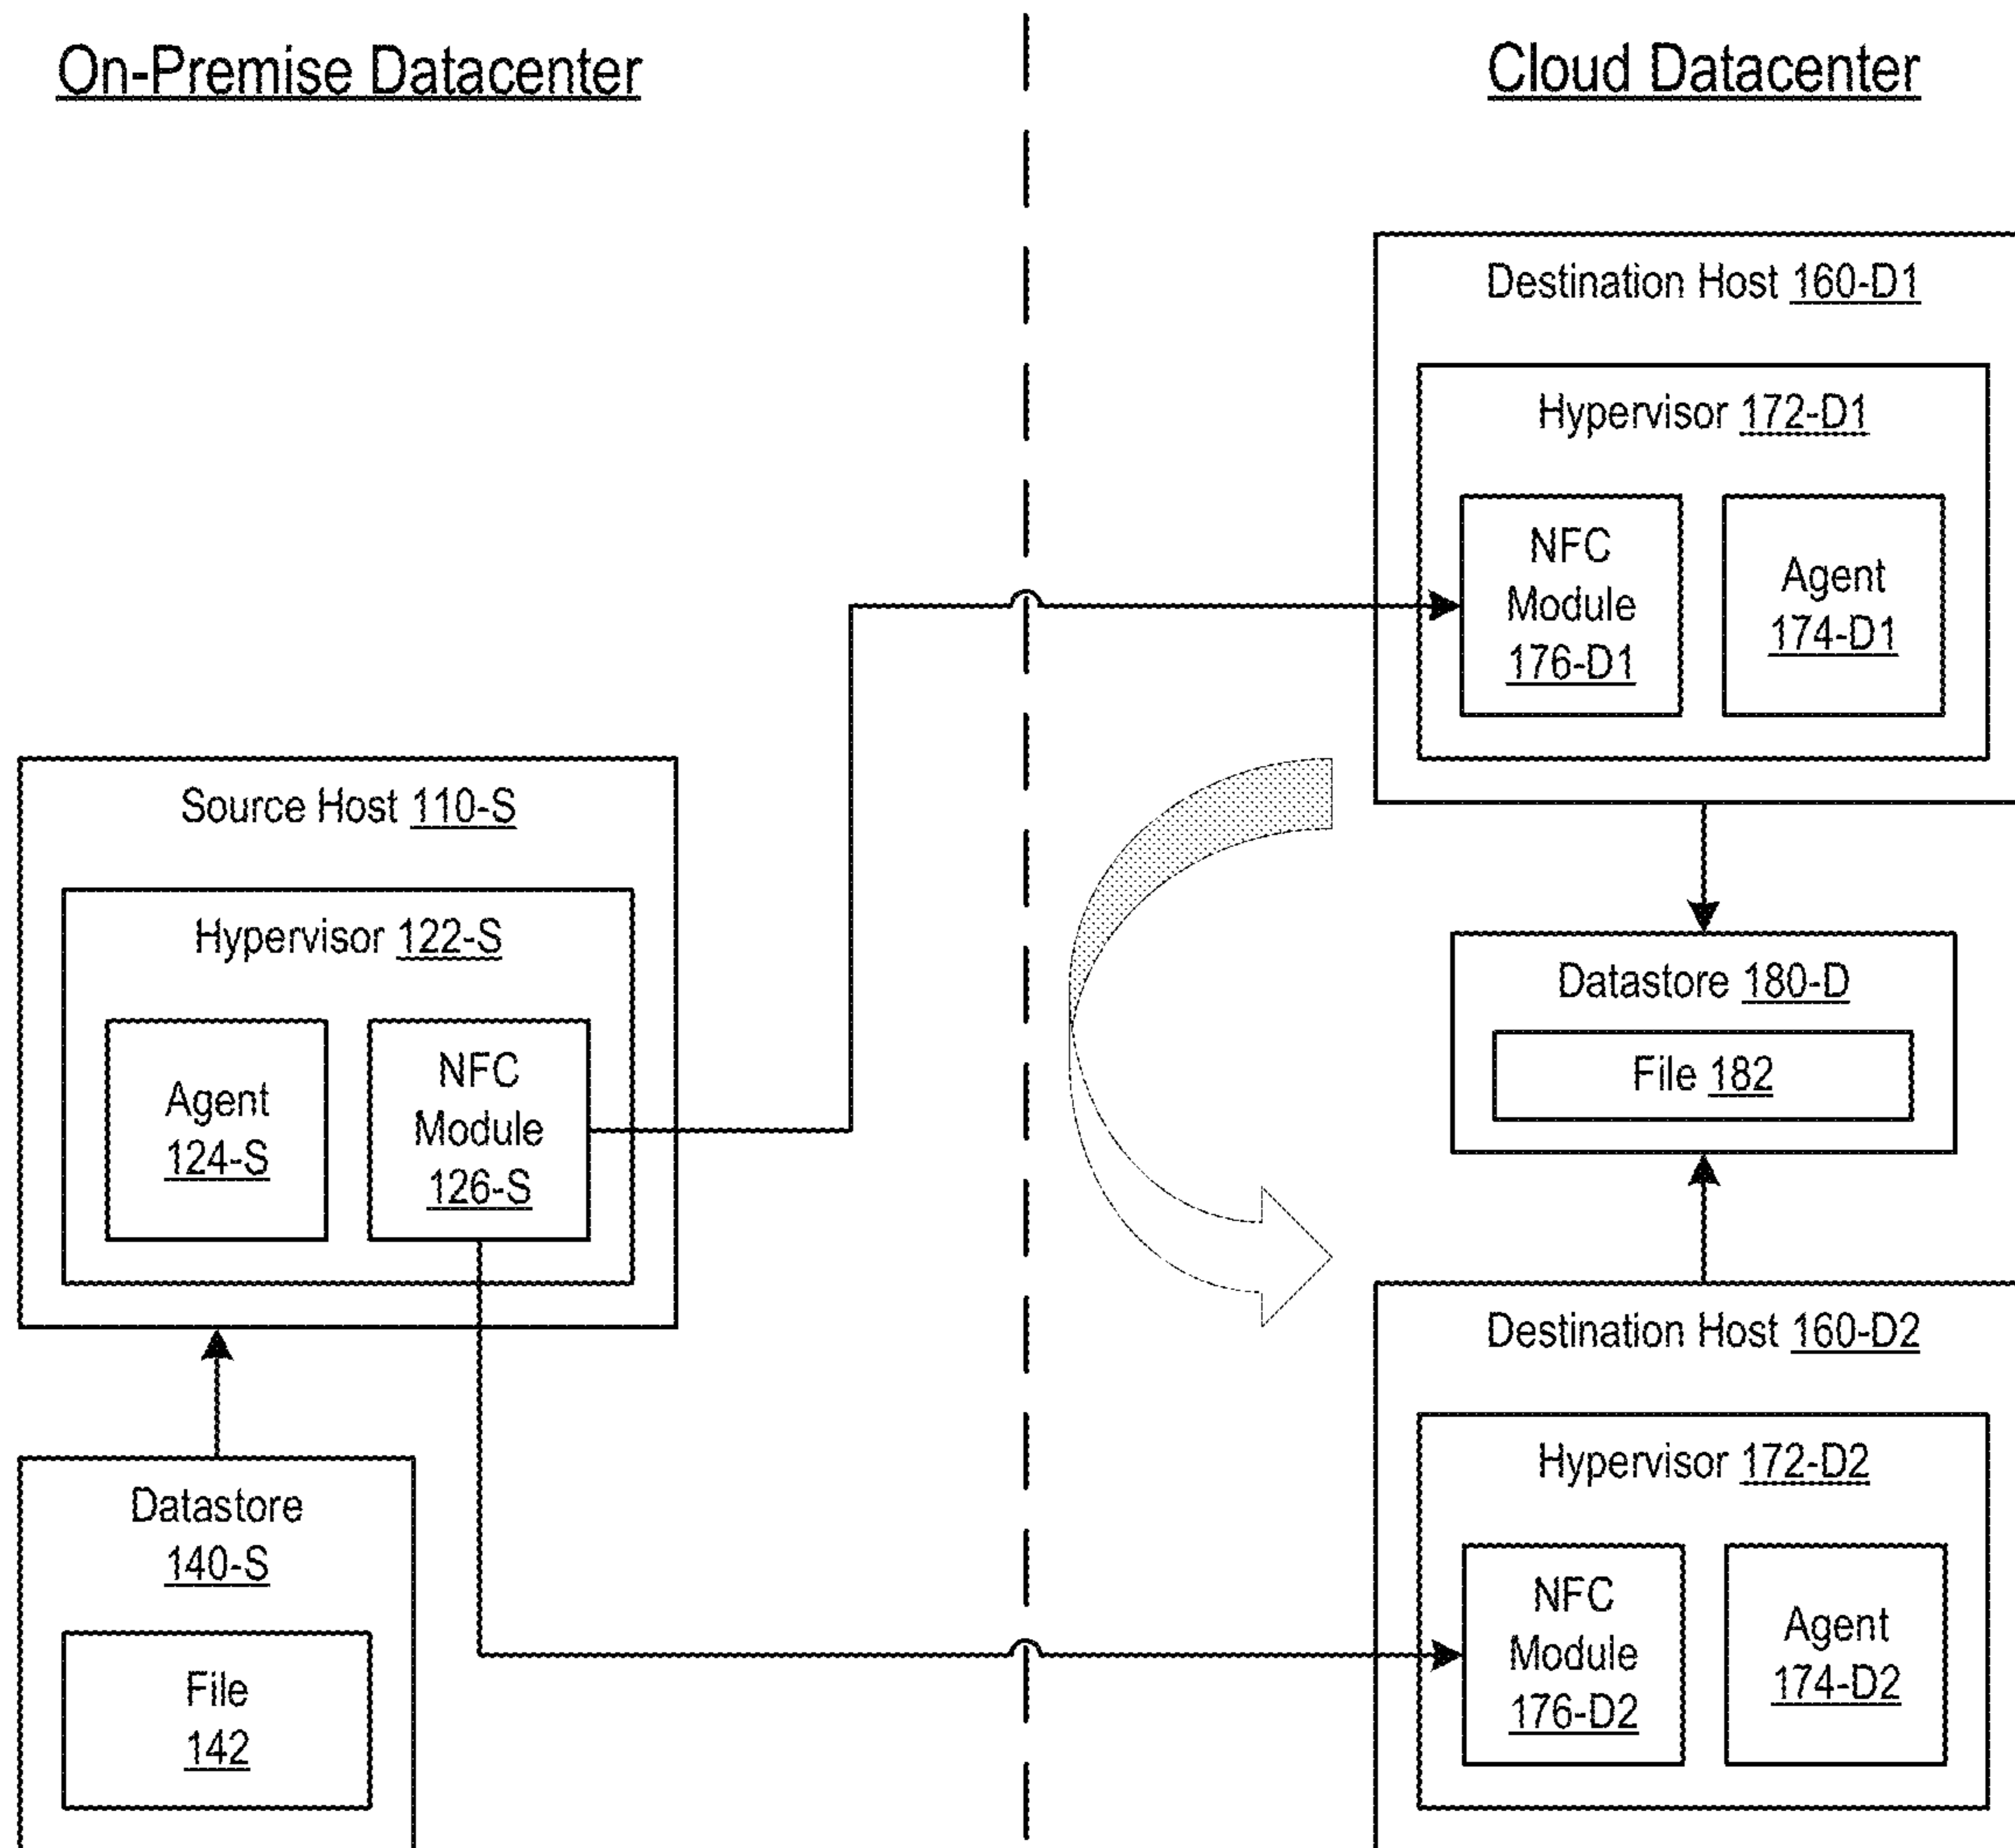 On-Premise Datacenter
Cloud Datacenter
Source Host 110-S
Hypervisor 122-S
Agent
124-S
NFC
Module
126-S
Datastore
140-S
File
142
Destination Host 160-D1
Hypervisor 172-D1
NFC
Module
176-D1
Agent
174-D1
Datastore 180-D
File 182
Destination Host 160-D2
Hypervisor 172-D2
NFC
Module
176-D2
Agent
174-D2